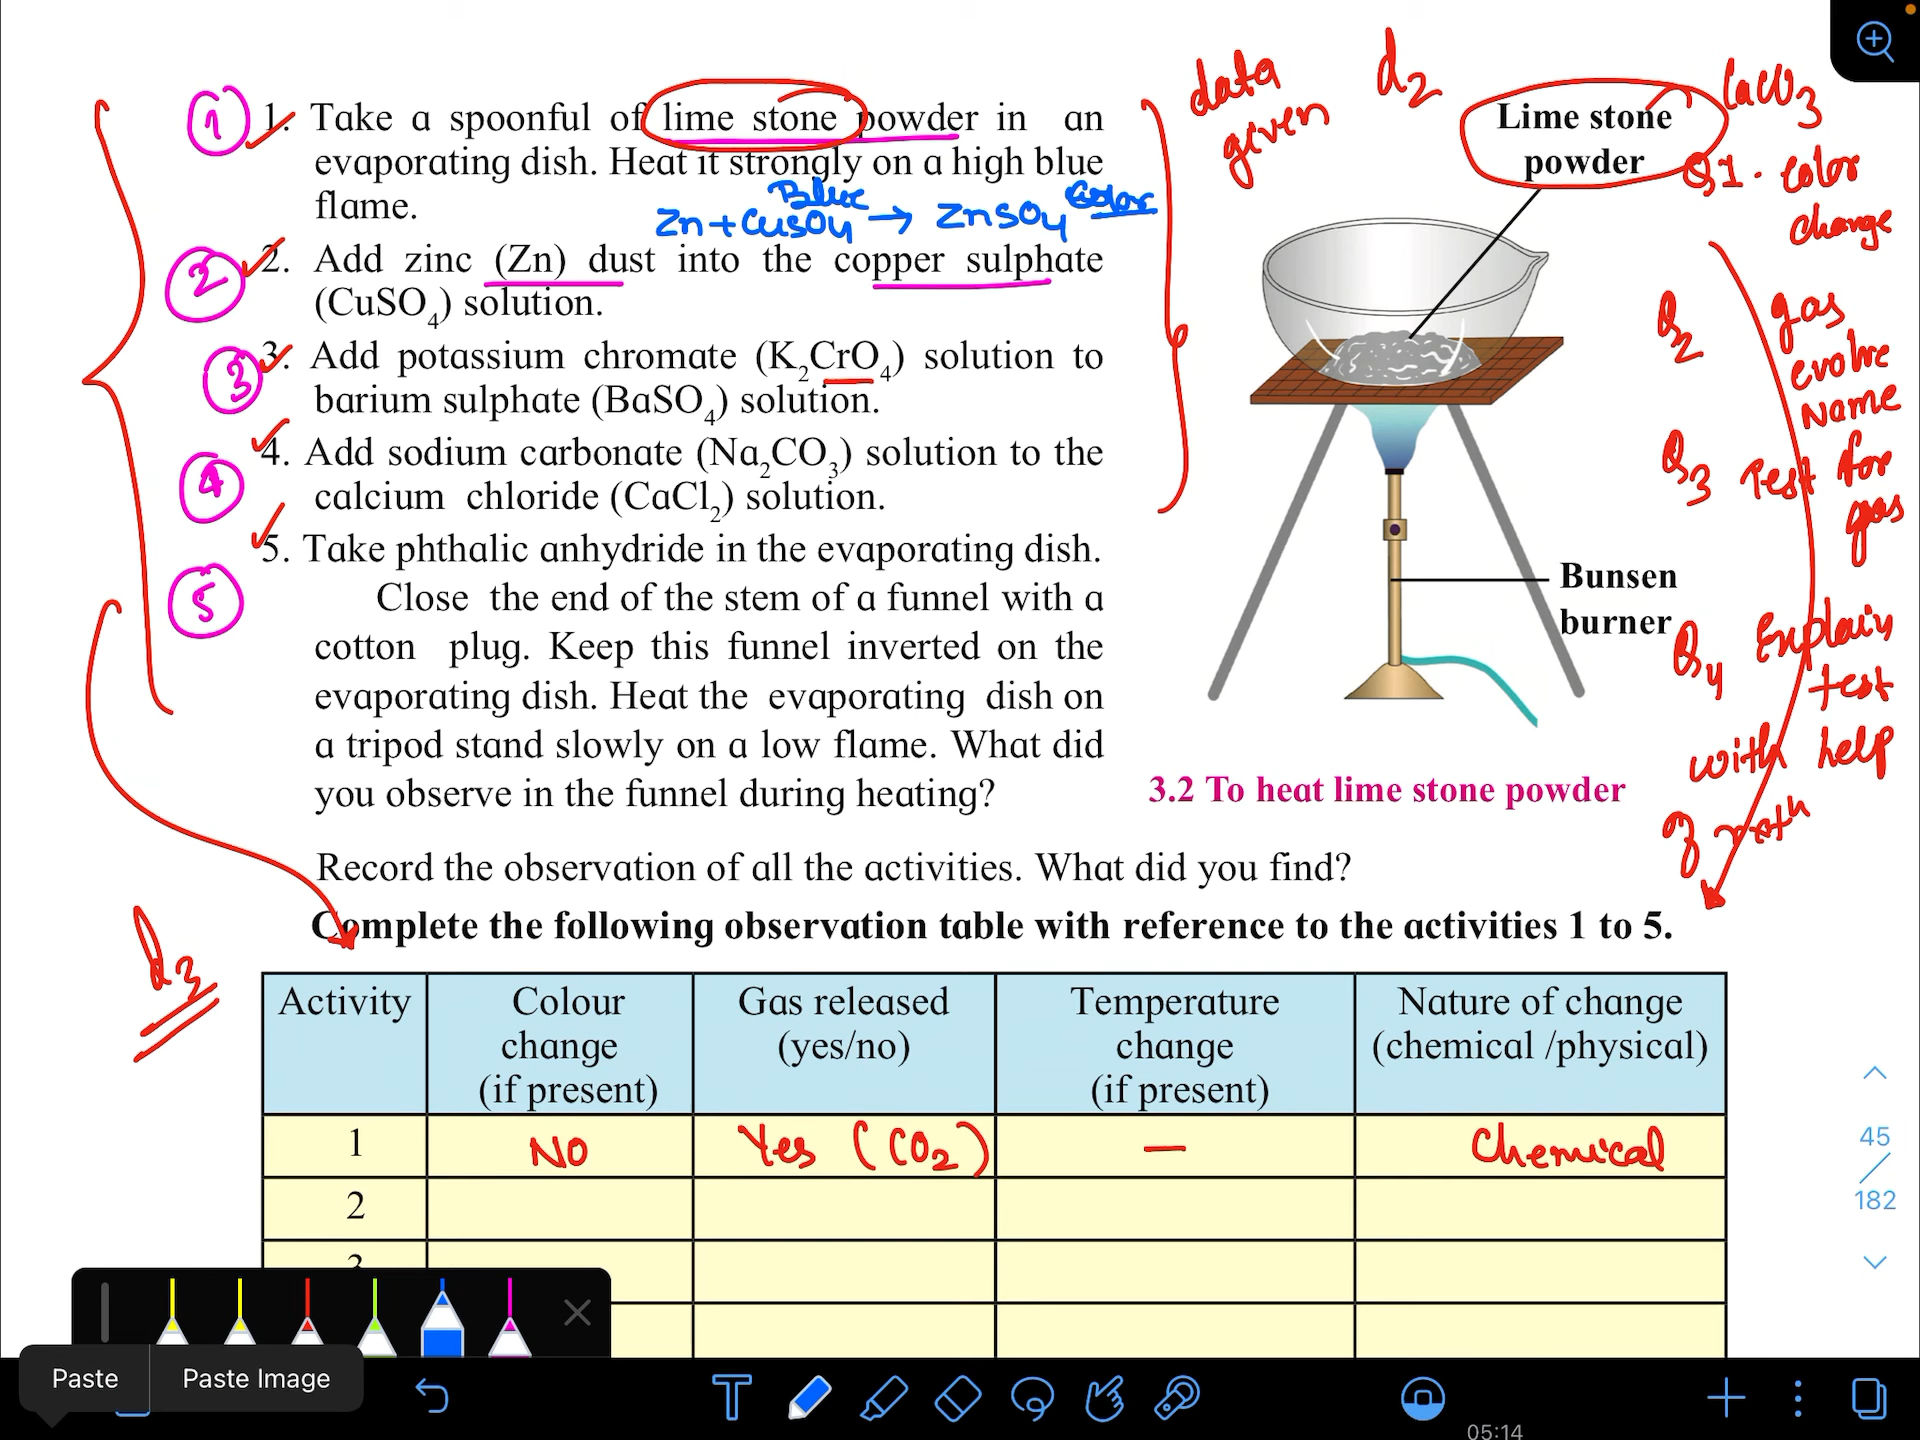 1. Take a spoonful of lime stone powder in an
evaporating dish. Heat it strongly on a high blue
flame.
Blue
Zn + CuSO4 → ZnSO4 Color
2. Add zinc (Zn) dust into the copper sulphate
(CuSO4) solution.
3. Add potassium chromate (K2CrO4) solution to
barium sulphate (BaSO4) solution.
4. Add sodium carbonate (Na2CO3) solution to the
calcium chloride (CaCl2) solution.
5. Take phthalic anhydride in the evaporating dish.
Close the end of the stem of a funnel with a
cotton plug. Keep this funnel inverted on the
evaporating dish. Heat the evaporating dish on
a tripod stand slowly on a low flame. What did
you observe in the funnel during heating?
1
2
3
4
5
data
given
d2
Lime stone
powder
CaCO3
Q1. color
change
Q2 gas
evolve
Name
Q3 Test for
gas
Bunsen
burner
Q4 Explain
test
with help
of
3.2 To heat lime stone powder
Record the observation of all the activities. What did you find?
Complete the following observation table with reference to the activities 1 to 5.
d3
Activity
Colour
change
(if present)
Gas released
(yes/no)
Temperature
change
(if present)
Nature of change
(chemical /physical)
1 NO Yes (CO2) — Chemical
2
3
45
182
Paste Paste Image
T
05:14